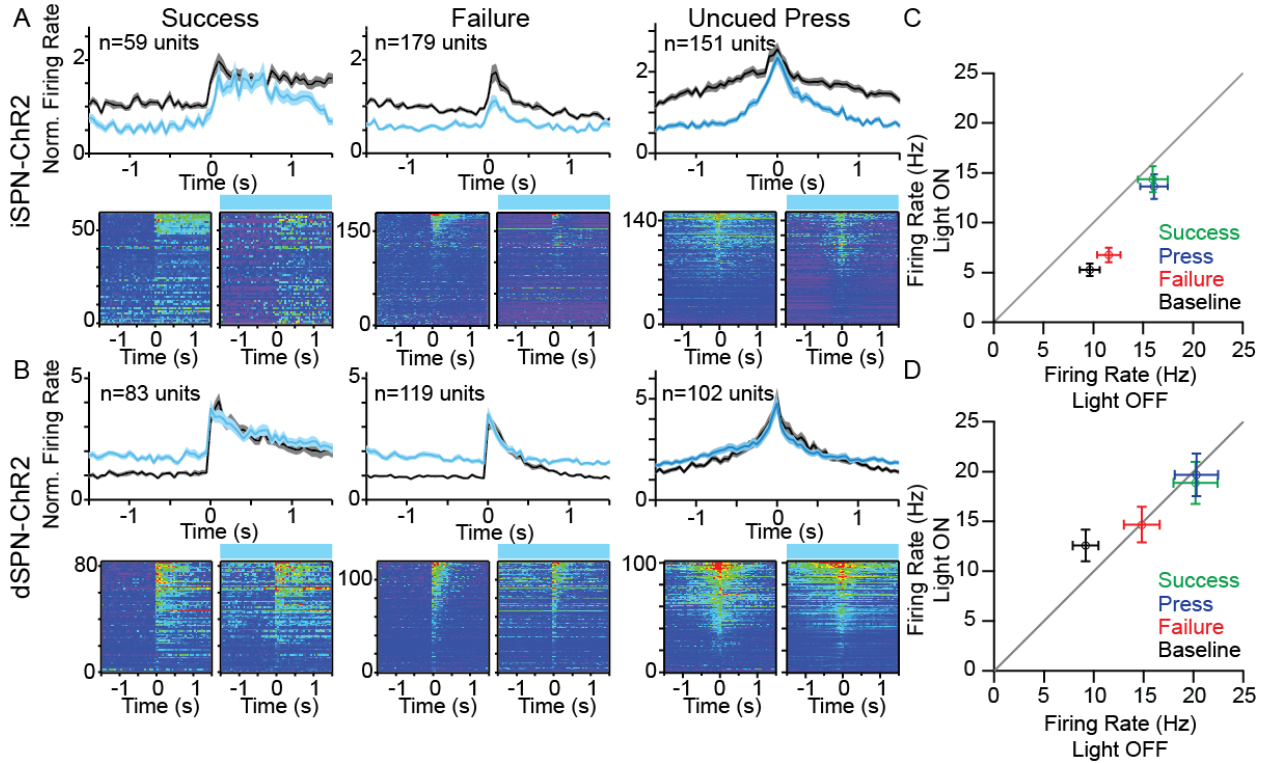 A
Success
Failure
Uncued Press
C
iSPN-ChR2
Norm. Firing Rate
n=59 units
n=179 units
n=151 units
2
0
2
0
2
0
-1 0 1
-1 0 1
-1 0 1
Time (s)
Time (s)
Time (s)
50
0
150
0
140
0
-1 0 1
-1 0 1
-1 0 1
-1 0 1
-1 0 1
-1 0 1
Time (s)
Time (s)
Time (s)
Time (s)
Time (s)
Time (s)
Firing Rate (Hz)
Light ON
25
20
15
10
5
0
Success
Press
Failure
Baseline
0 5 10 15 20 25
Firing Rate (Hz)
Light OFF
B
dSPN-ChR2
Norm. Firing Rate
n=83 units
n=119 units
n=102 units
5
0
5
0
5
0
-1 0 1
-1 0 1
-1 0 1
Time (s)
Time (s)
Time (s)
80
0
100
0
100
0
-1 0 1
-1 0 1
-1 0 1
-1 0 1
-1 0 1
-1 0 1
Time (s)
Time (s)
Time (s)
Time (s)
Time (s)
Time (s)
D
Firing Rate (Hz)
Light ON
25
20
15
10
5
0
Success
Press
Failure
Baseline
0 5 10 15 20 25
Firing Rate (Hz)
Light OFF